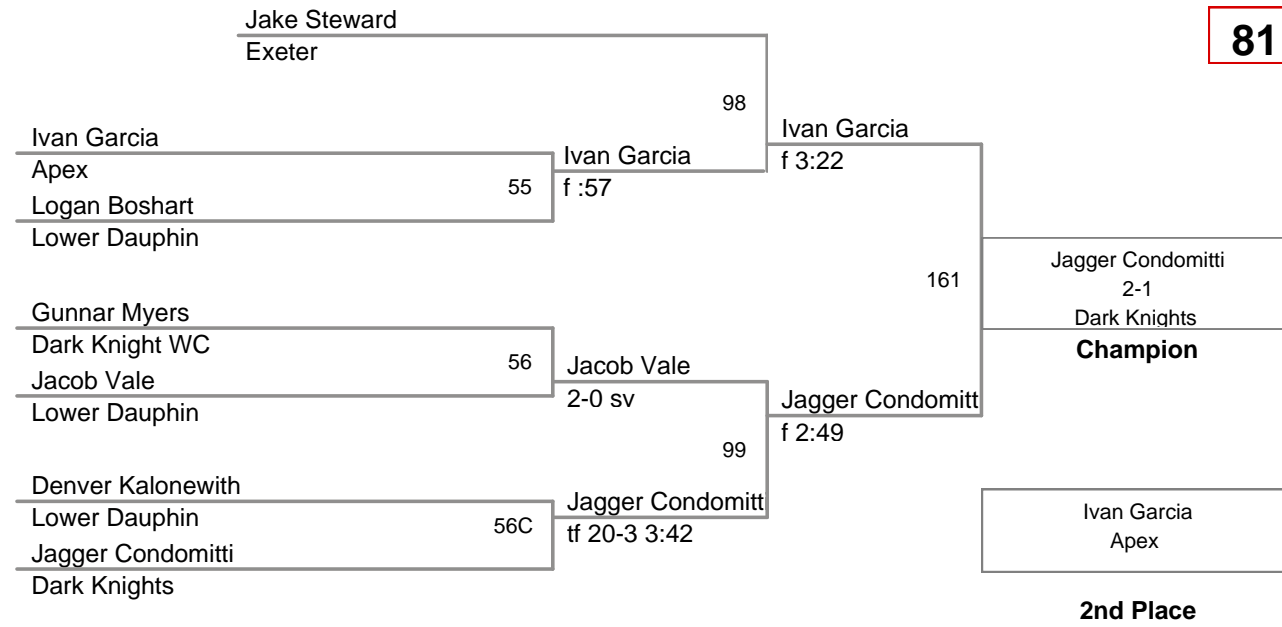 Jake Steward
Exeter
81
98
Ivan Garcia
Apex
55
Ivan Garcia
f :57
Ivan Garcia
f 3:22
Logan Boshart
Lower Dauphin
161
Jagger Condomitti
2-1
Dark Knights
Champion
Gunnar Myers
Dark Knight WC
56
Jacob Vale
2-0 sv
Jacob Vale
Lower Dauphin
Jagger Condomitt
f 2:49
99
Denver Kalonewith
Lower Dauphin
56C
Jagger Condomitt
tf 20-3 3:42
Jagger Condomitti
Dark Knights
Ivan Garcia
Apex
2nd Place